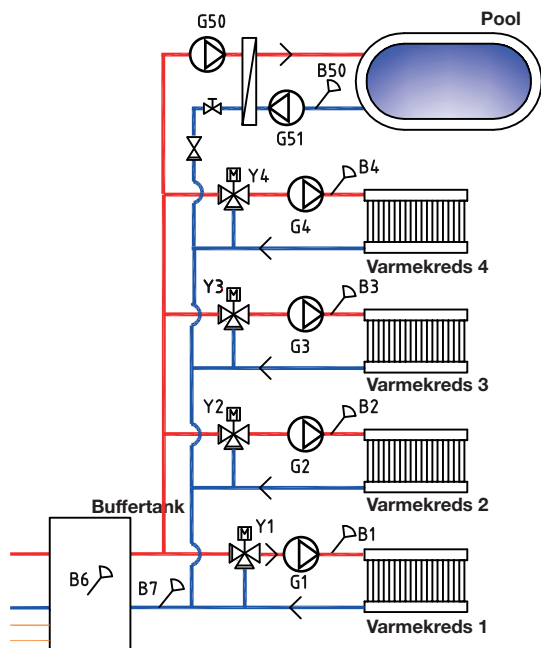 Pool
G50
B50
G51
M
Y4
B4
G4
Varmekreds 4
Y3
M
B3
G3
Varmekreds 3
Y2
M
B2
G2
Varmekreds 2
Buffertank
M
Y1
B1
G1
B6
B7
Varmekreds 1